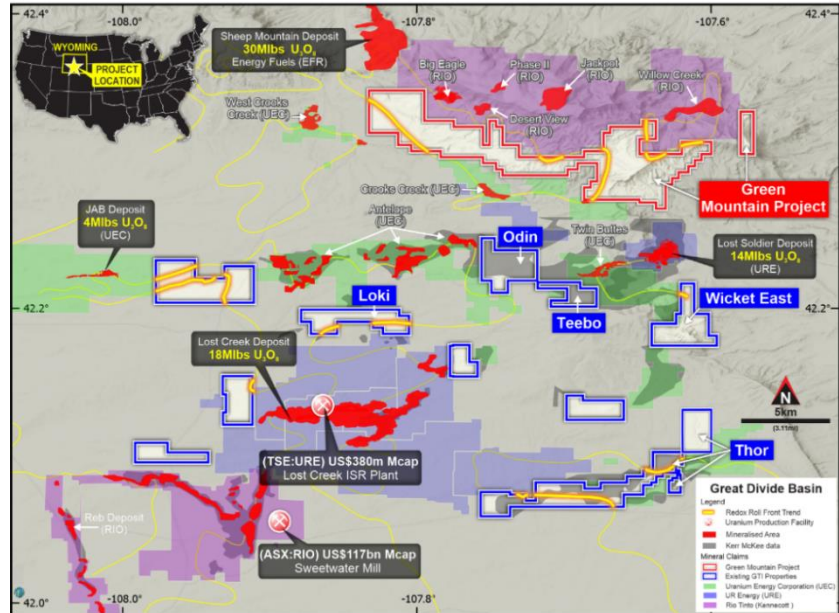 -108.0
-107.8
-107.6
42.4°
42.4°
WYOMING
PROJECT
LOCATION
Sheep Mountain Deposit
30Mlbs U₃O₈
Energy Fuels (EFR)
Big Eagle
(RIO)
Phase II
(RIO)
Jackpot
(RIO)
Willow Creek
(RIO)
West Crooks
Creek (UEC)
Desert View
(RIO)
Crooks Creek (UEC)
Green
Mountain Project
JAB Deposit
4Mlbs U₃O₈
(UEC)
Antelope
(UEC)
Odin
Twin Buttes
(UEC)
Lost Soldier Deposit
14Mlbs U₃O₈
(URE)
42.2°
42.2°
Loki
Teebo
Wicket East
Lost Creek Deposit
18Mlbs U₃O₈
N
5km
(3.11mi)
(TSE:URE) US$380m Mcap
Lost Creek ISR Plant
Thor
Reb Deposit
(RIO)
(ASX:RIO) US$117bn Mcap
Sweetwater Mill
Great Divide Basin
Legend
Redox Roll Front Trend
Uranium Production Facility
Mineralised Area
Kerr McKee data
Mineral Claims
Green Mountain Project
Existing GTI Properties
Uranium Energy Corporation (UEC)
UR Energy (URE)
Rio Tinto (Kennecott )
42.0°
42.0°
-108.0
-107.8
-107.6